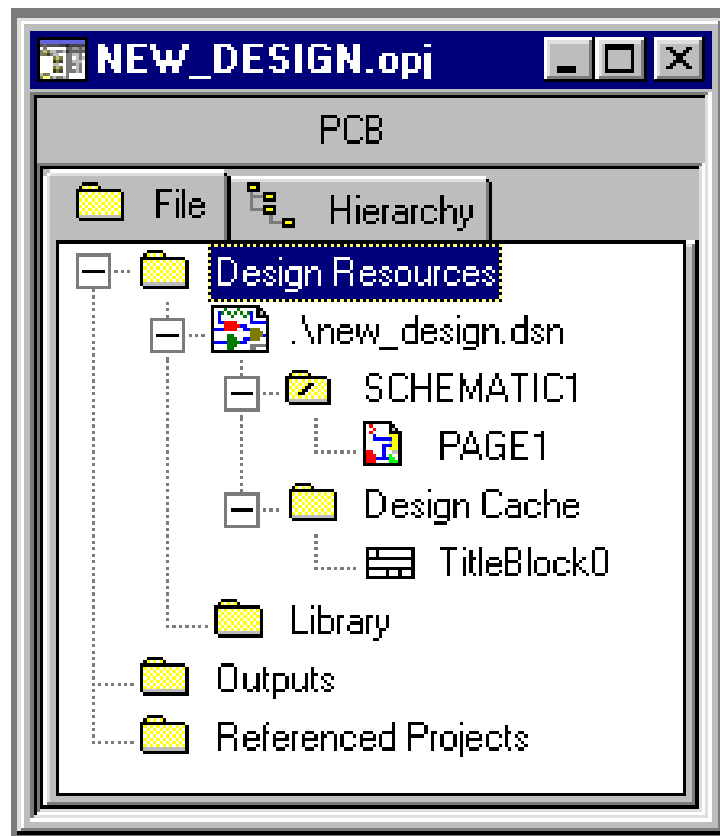 NEW_DESIGN.opj
PCB
File Hierarchy
Design Resources
.\new_design.dsn
SCHEMATIC1
PAGE1
Design Cache
TitleBlock0
Library
Outputs
Referenced Projects